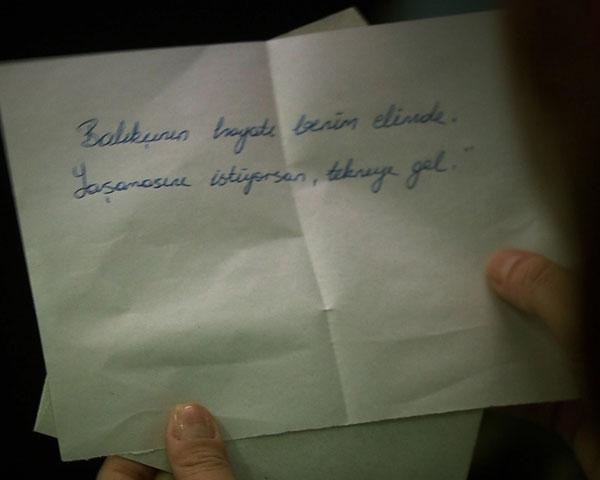 Balıkçının hayatı benim elimde.
Yaşamasını istiyorsan, tekneye gel."